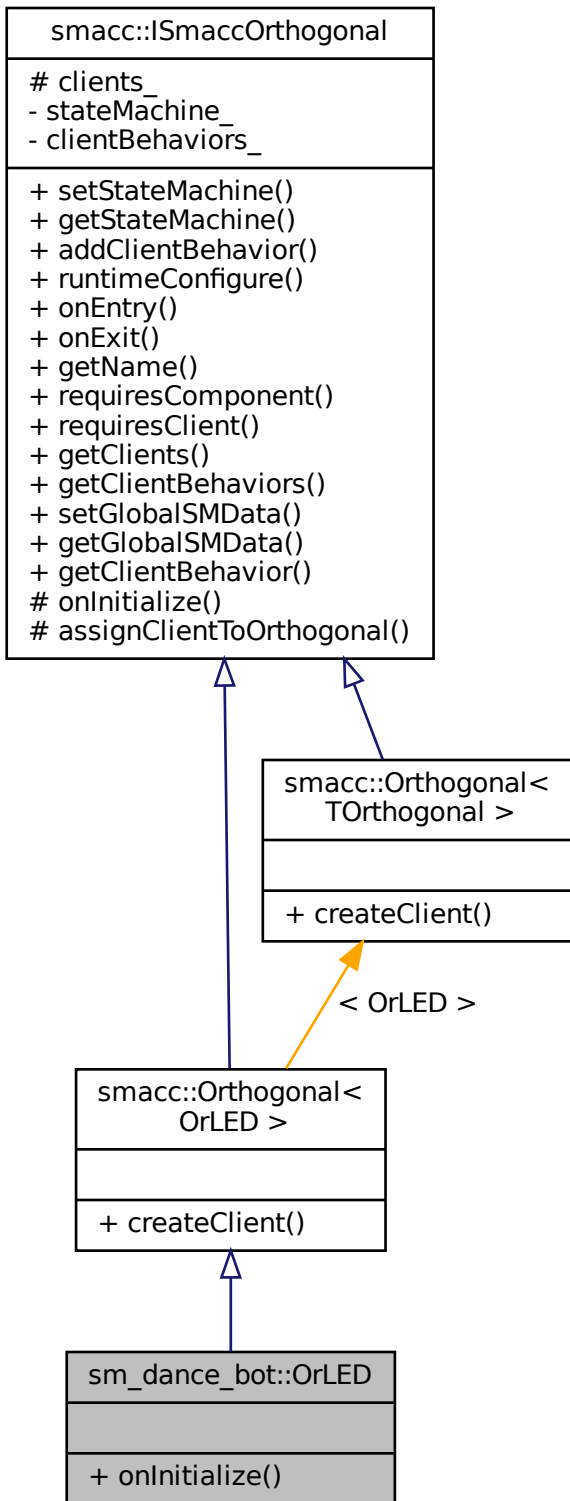 smacc::ISmaccOrthogonal
# clients_
- stateMachine_
- clientBehaviors_
+ setStateMachine()
+ getStateMachine()
+ addClientBehavior()
+ runtimeConfigure()
+ onEntry()
+ onExit()
+ getName()
+ requiresComponent()
+ requiresClient()
+ getClients()
+ getClientBehaviors()
+ setGlobalSMData()
+ getGlobalSMData()
+ getClientBehavior()
# onInitialize()
# assignClientToOrthogonal()
smacc::Orthogonal<
TOrthogonal >
+ createClient()
< OrLED >
smacc::Orthogonal<
OrLED >
+ createClient()
sm_dance_bot::OrLED
+ onInitialize()